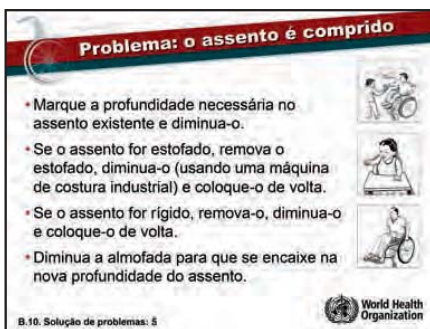 Problema: o assento é comprido
• Marque a profundidade necessária no
assento existente e diminua-o.
• Se o assento for estofado, remova o
estofado, diminua-o (usando uma máquina
de costura industrial) e coloque-o de volta.
• Se o assento for rígido, remova-o, diminua-o
e coloque-o de volta.
• Diminua a almofada para que se encaixe na
nova profundidade do assento.
B.10. Solução de problemas: 5
World Health
Organization